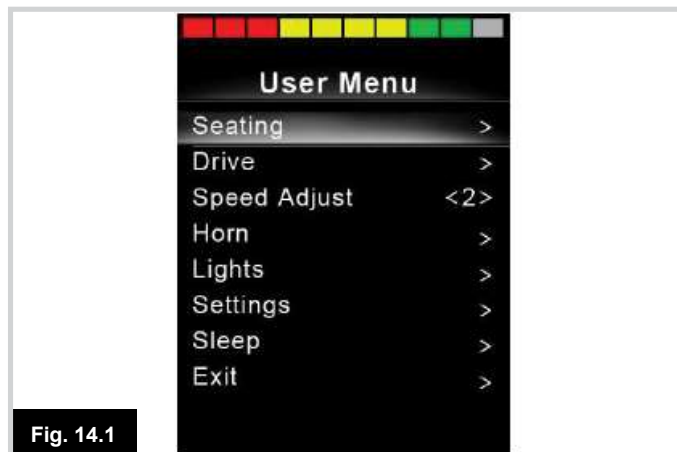 User Menu
Seating >
Drive >
Speed Adjust <2>
Horn >
Lights >
Settings >
Sleep >
Exit >
Fig. 14.1